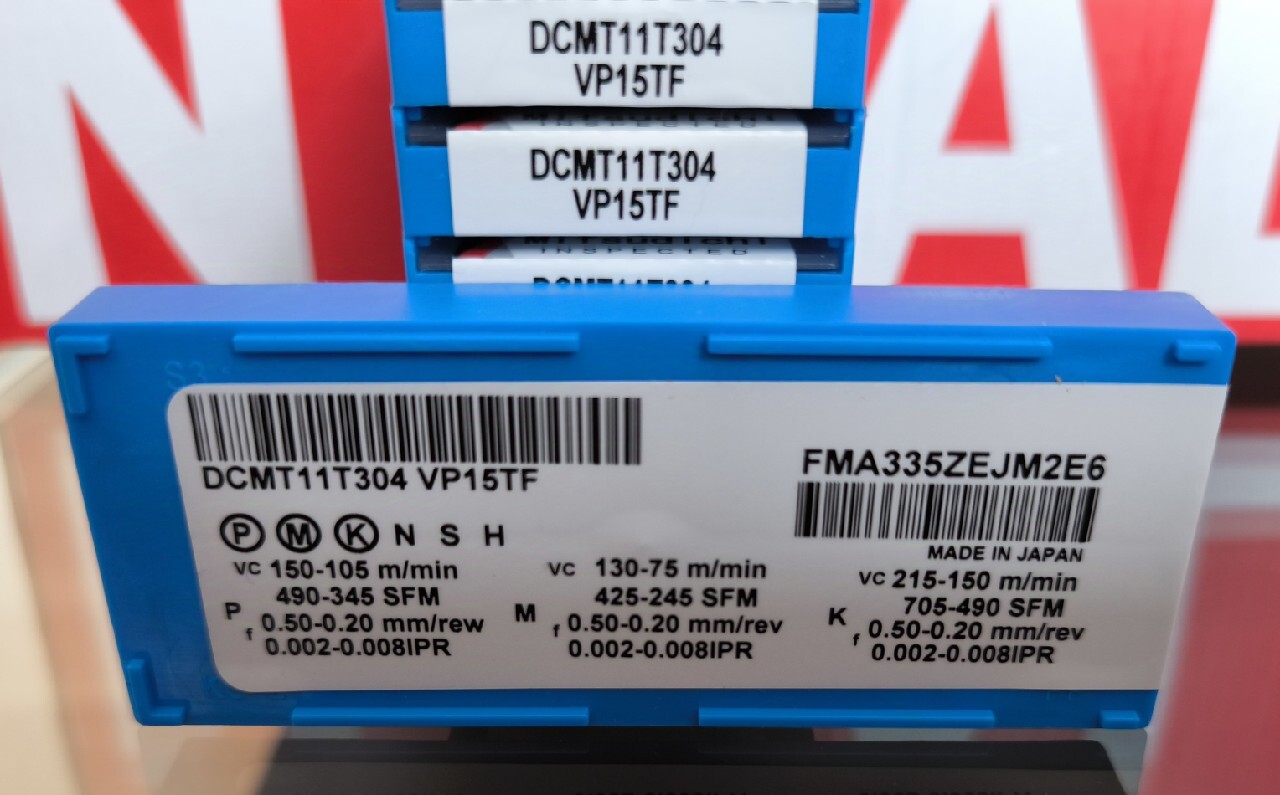 DCMT11T304
VP15TF
INSPECTED
DCMT11T304
VP15TF
INSPECTED
DCMT11T304
DCMT11T304 VP15TF
FMA335ZEJM2E6
MADE IN JAPAN
P M K N S H
P
VC 150-105 m/min
490-345 SFM
f 0.50-0.20 mm/rew
0.002-0.008IPR
M
VC 130-75 m/min
425-245 SFM
f 0.50-0.20 mm/rev
0.002-0.008IPR
K
VC 215-150 m/min
705-490 SFM
f 0.50-0.20 mm/rev
0.002-0.008IPR